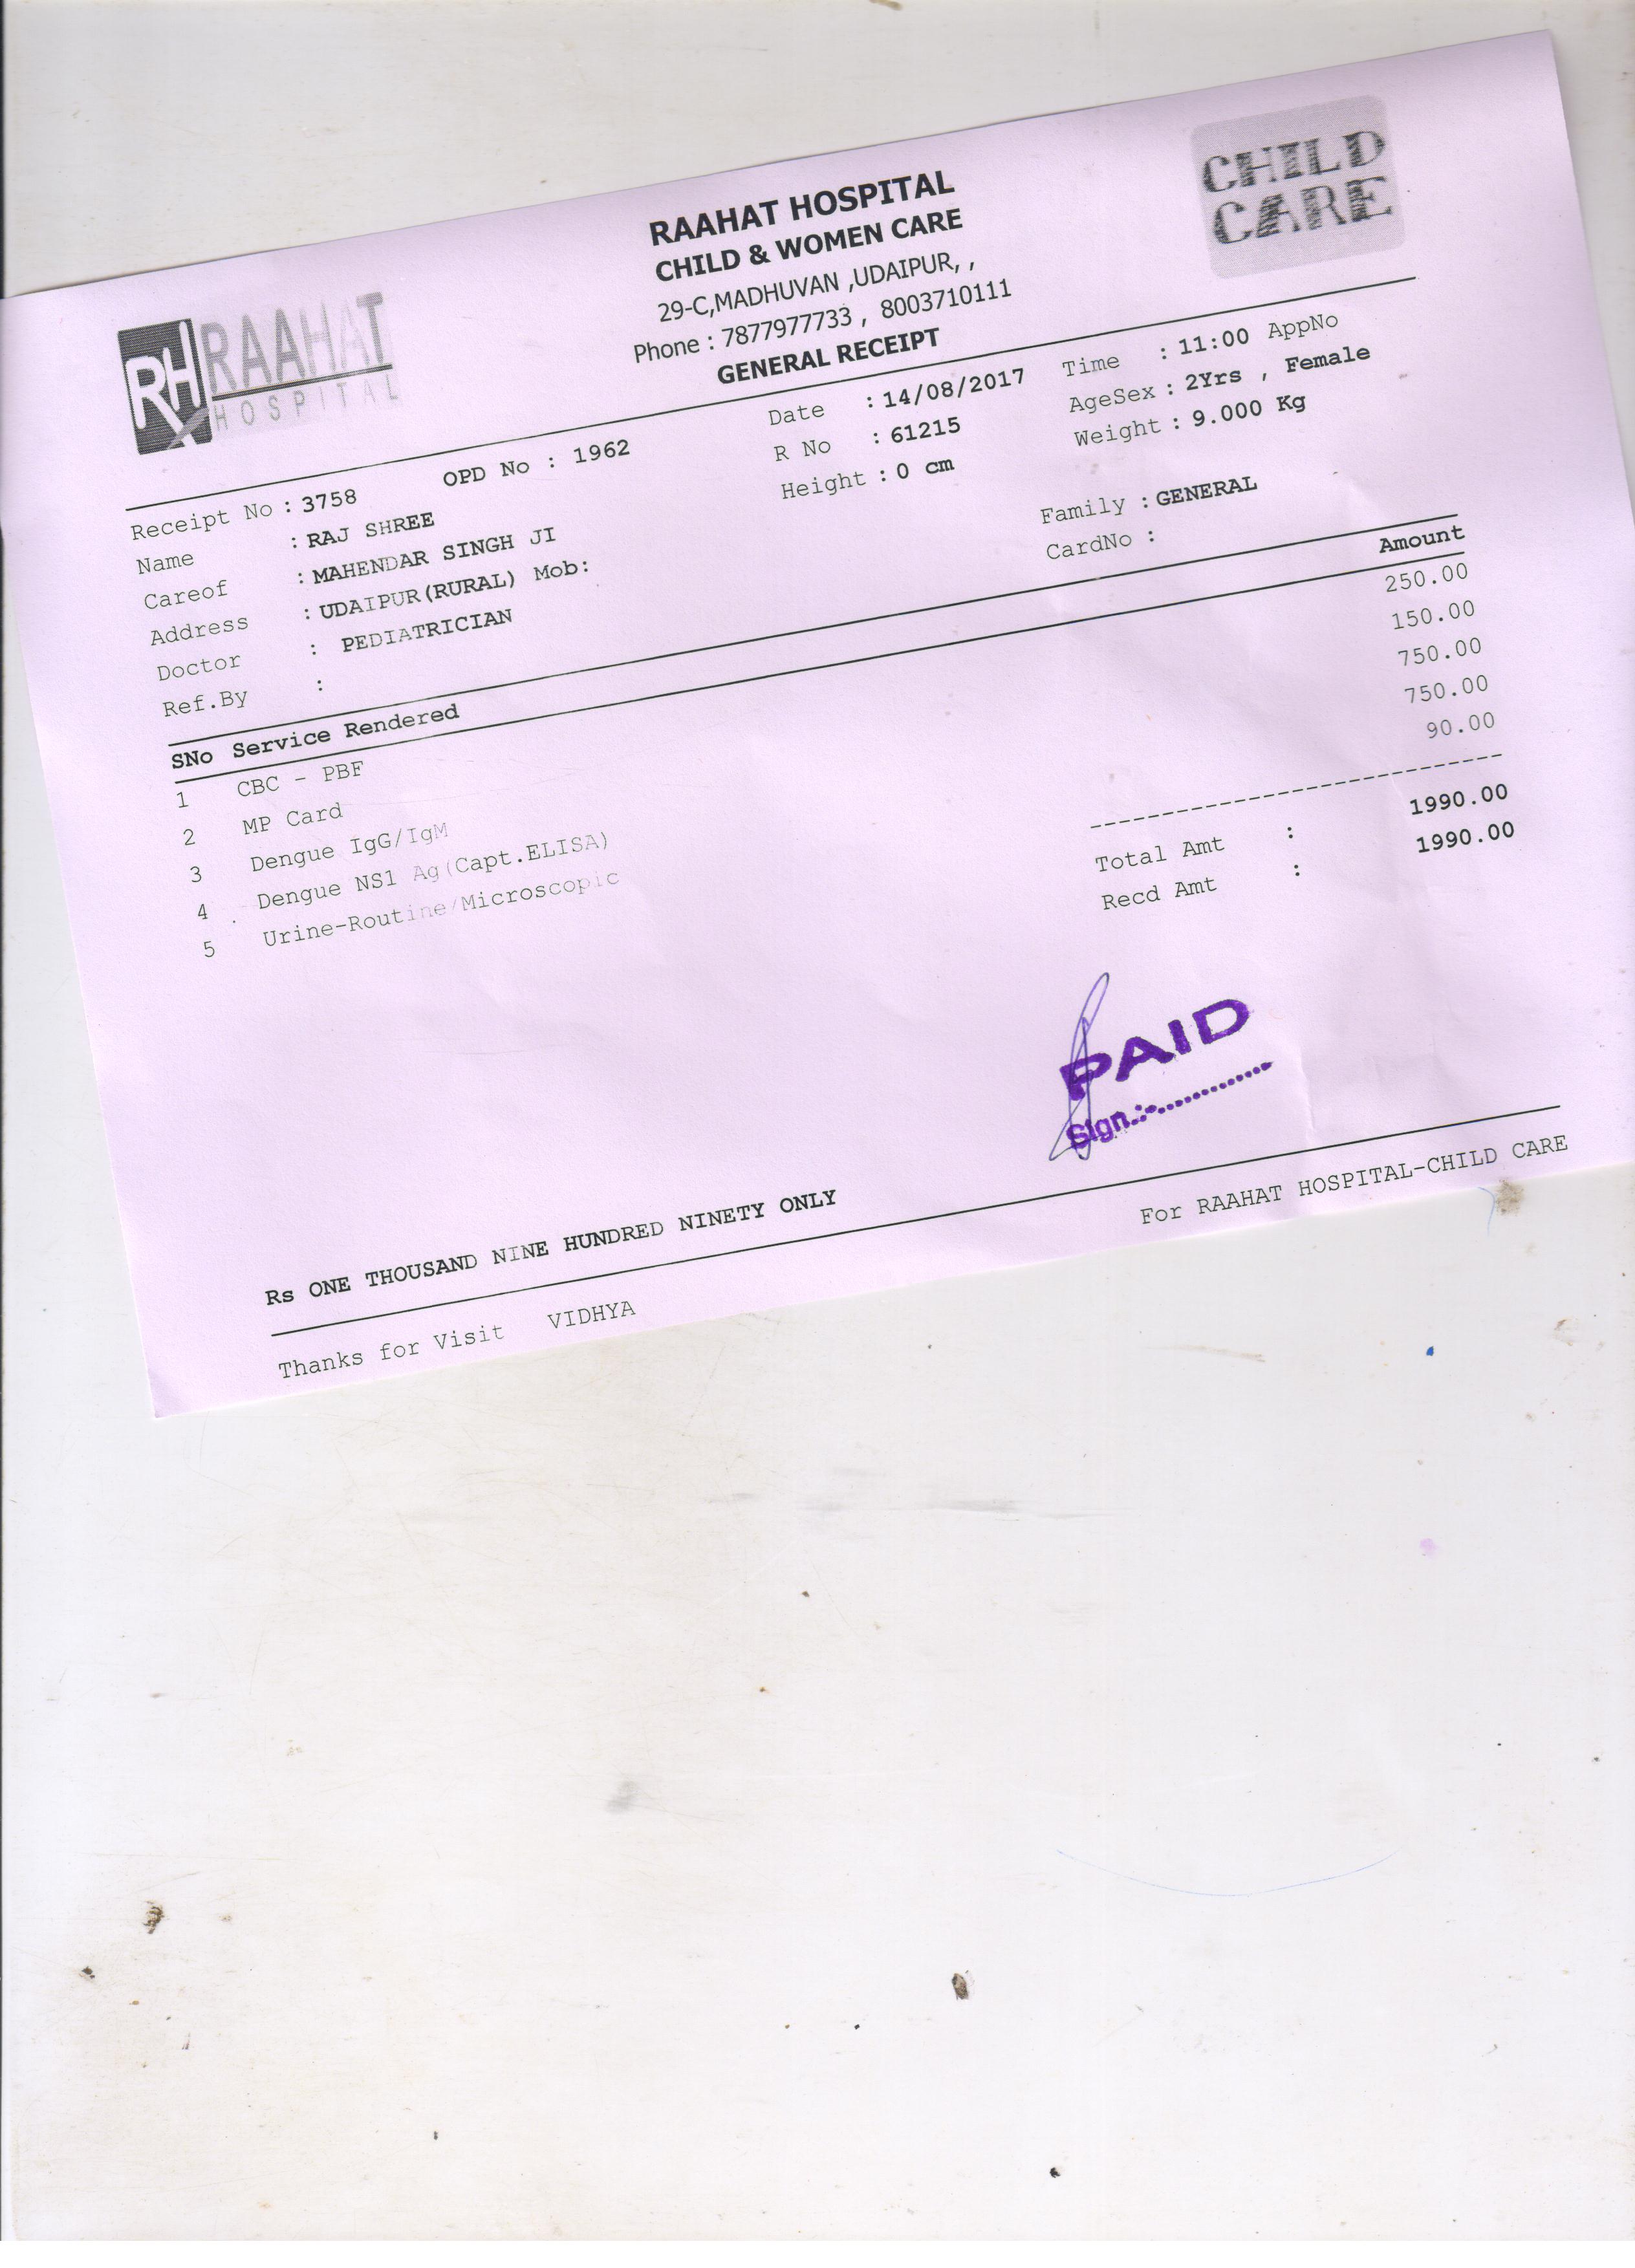 RAAHAT HOSPITAL
CHILD & WOMEN CARE
29-C,MADHUVAN ,UDAIPUR, ,
Phone : 7877977733 , 8003710111
GENERAL RECEIPT
RH RAAHAT
HOSPITAL
CHILD
CARE
Receipt No : 3758 OPD No : 1962 Date : 14/08/2017 Time : 11:00 AppNo
Name : RAJ SHREE R No : 61215 AgeSex : 2Yrs , Female
Careof : MAHENDAR SINGH JI Height : 0 cm Weight : 9.000 Kg
Address : UDAIPUR(RURAL) Mob:
Doctor : PEDIATRICIAN Family : GENERAL
Ref.By : CardNo :
SNo Service Rendered Amount
1 CBC - PBF 250.00
2 MP Card 150.00
3 Dengue IgG/IgM 750.00
4 Dengue NS1 Ag(Capt.ELISA) 750.00
5 Urine-Routine/Microscopic 90.00
Total Amt : 1990.00
Recd Amt : 1990.00
PAID
Sign.:-..............
Rs ONE THOUSAND NINE HUNDRED NINETY ONLY
Thanks for Visit VIDHYA For RAAHAT HOSPITAL-CHILD CARE